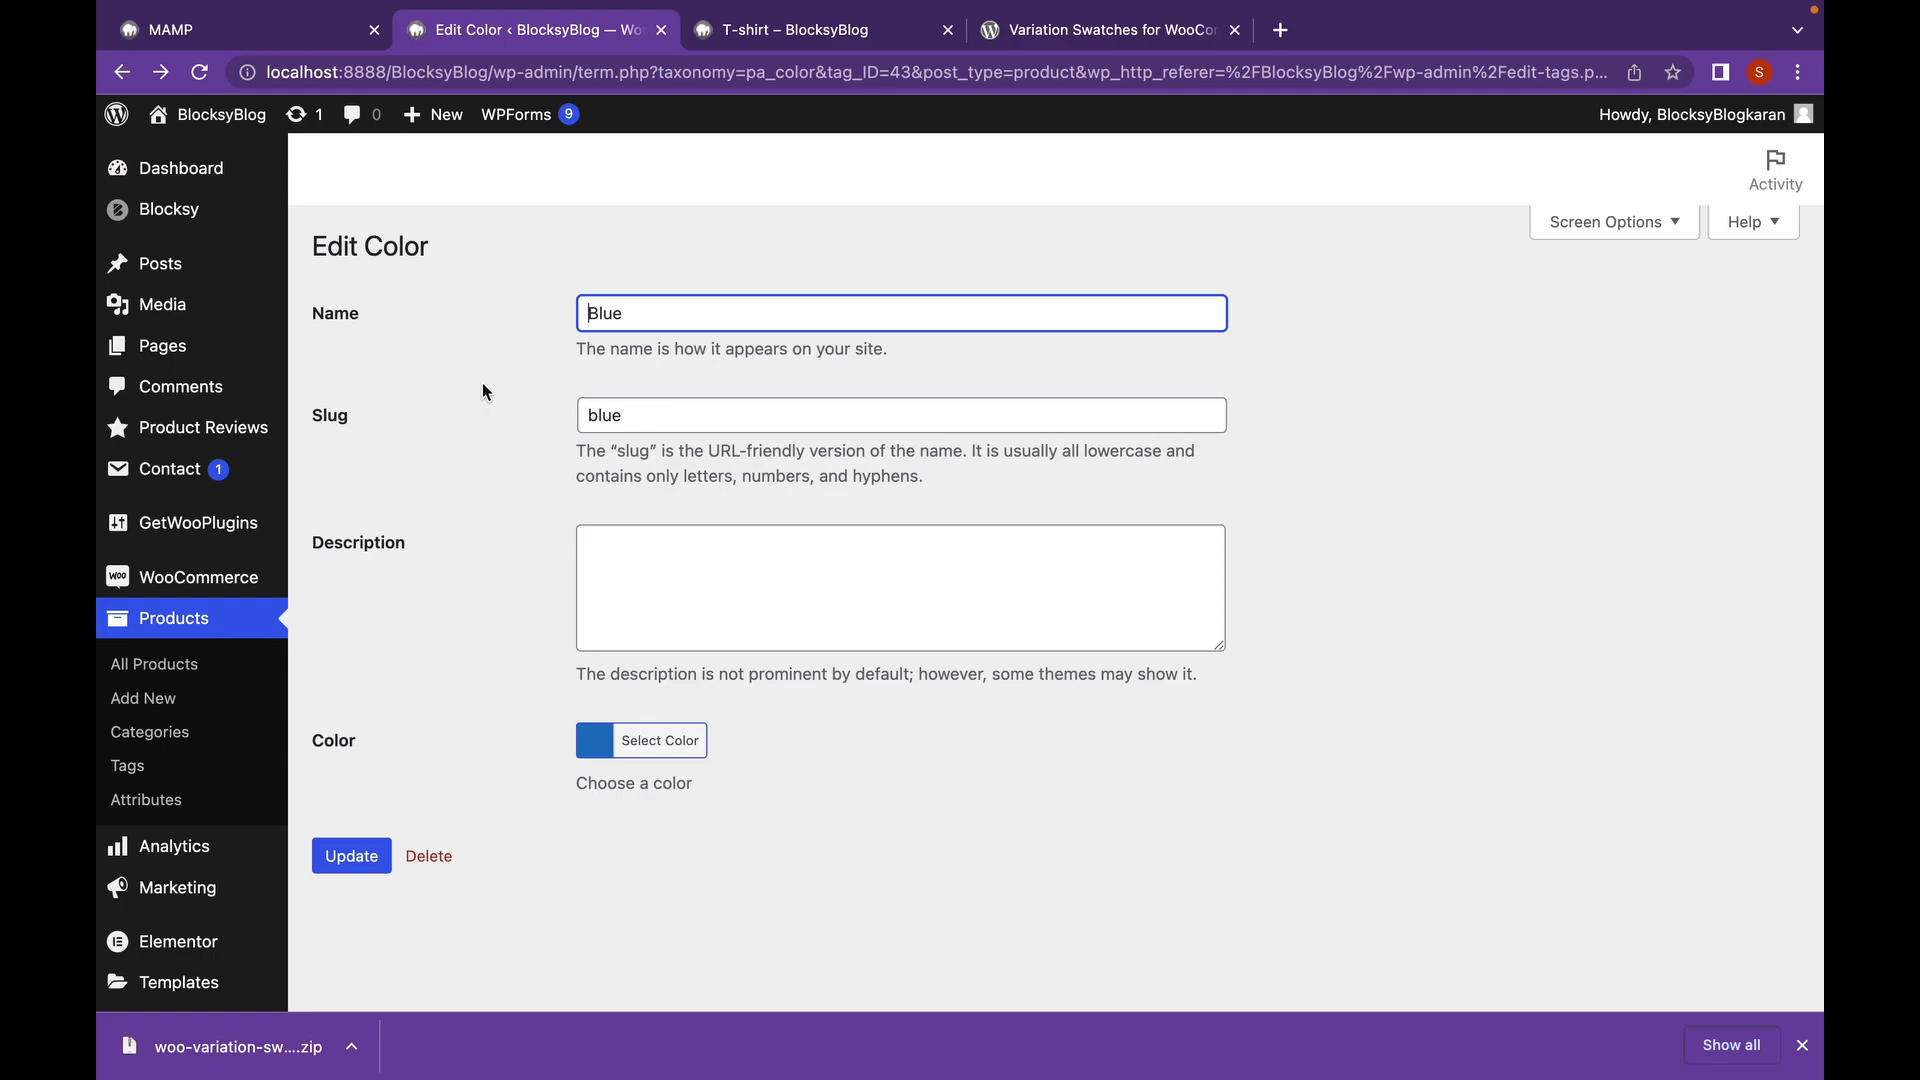 MAMP
Edit Color ‹ BlocksyBlog — Wo
T-shirt – BlocksyBlog
Variation Swatches for WooCo
localhost:8888/BlocksyBlog/wp-admin/term.php?taxonomy=pa_color&tag_ID=43&post_type=product&wp_http_referer=%2FBlocksyBlog%2Fwp-admin%2Fedit-tags.p...
S
BlocksyBlog
1
0
New
WPForms 9
Howdy, BlocksyBlogkaran
Activity
Screen Options
Help
Dashboard
Blocksy
Posts
Media
Pages
Comments
Product Reviews
Contact 1
GetWooPlugins
Woo WooCommerce
Products
All Products
Add New
Categories
Tags
Attributes
Analytics
Marketing
Elementor
Templates
Edit Color
Name
Blue
The name is how it appears on your site.
Slug
blue
The “slug” is the URL-friendly version of the name. It is usually all lowercase and
contains only letters, numbers, and hyphens.
Description
The description is not prominent by default; however, some themes may show it.
Color
Select Color
Choose a color
Update
Delete
woo-variation-sw....zip
Show all